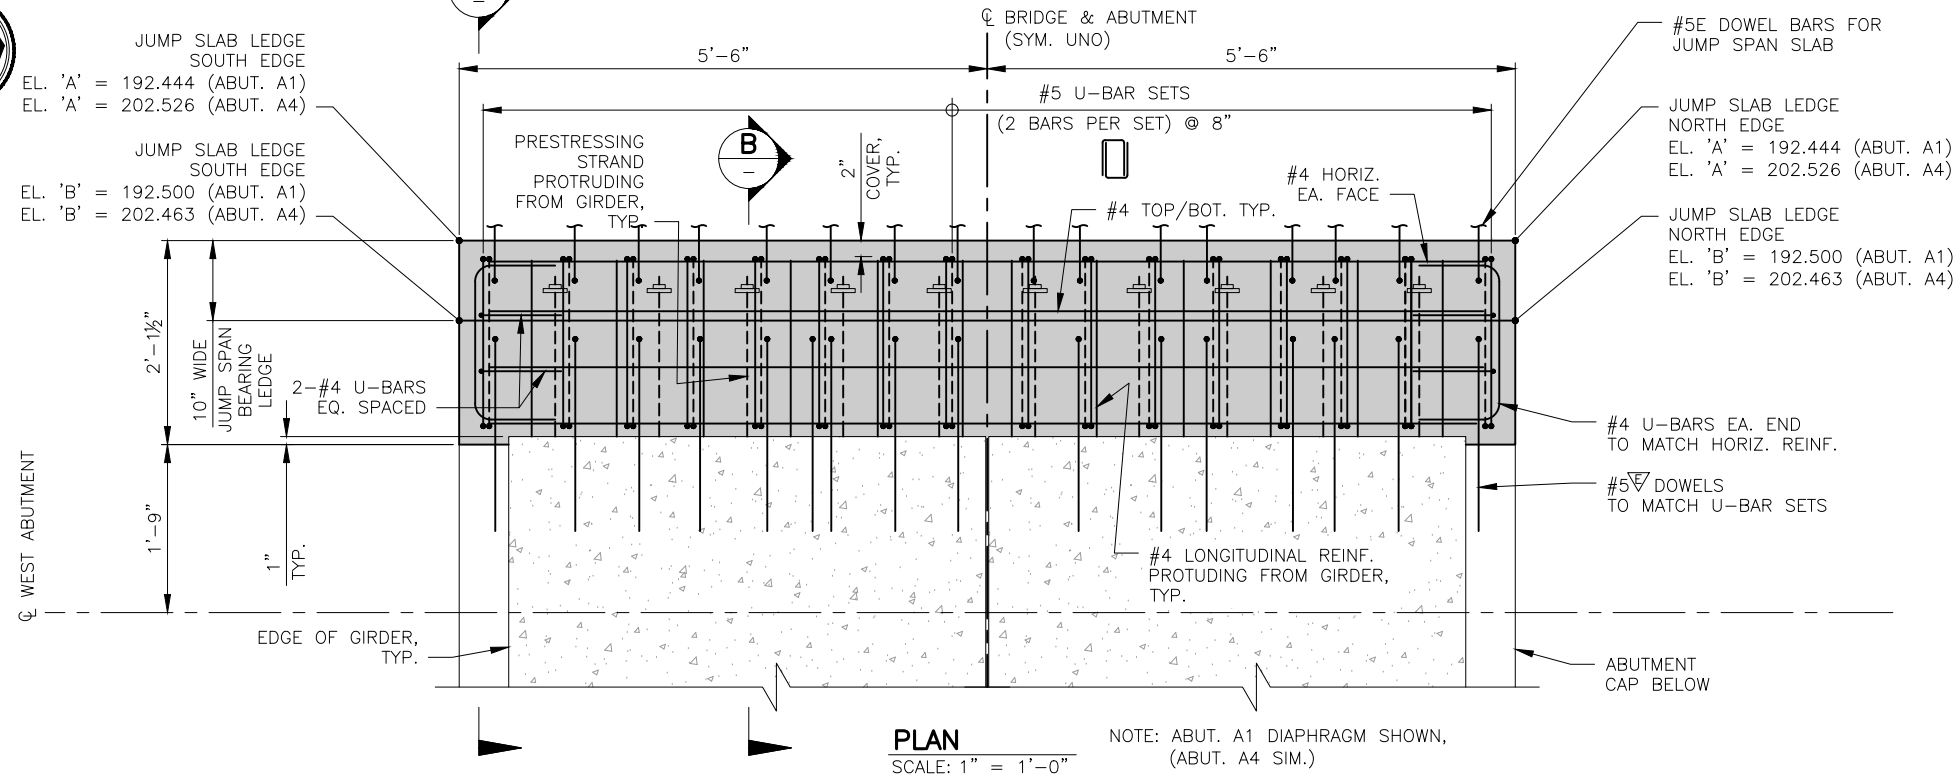 ℄ BRIDGE & ABUTMENT
(SYM. UNO)
5'-6"
5'-6"
#5E DOWEL BARS FOR
JUMP SPAN SLAB
JUMP SLAB LEDGE
SOUTH EDGE
EL. 'A' = 192.444 (ABUT. A1)
EL. 'A' = 202.526 (ABUT. A4)
JUMP SLAB LEDGE
SOUTH EDGE
EL. 'B' = 192.500 (ABUT. A1)
EL. 'B' = 202.463 (ABUT. A4)
#5 U-BAR SETS
(2 BARS PER SET) @ 8"
PRESTRESSING
STRAND
PROTRUDING
FROM GIRDER,
TYP.
B
-
-
2"
COVER,
TYP.
#4 HORIZ.
EA. FACE
#4 TOP/BOT. TYP.
JUMP SLAB LEDGE
NORTH EDGE
EL. 'A' = 192.444 (ABUT. A1)
EL. 'A' = 202.526 (ABUT. A4)
JUMP SLAB LEDGE
NORTH EDGE
EL. 'B' = 192.500 (ABUT. A1)
EL. 'B' = 202.463 (ABUT. A4)
2'-1½"
10" WIDE
JUMP SPAN
BEARING
LEDGE
2-#4 U-BARS
EQ. SPACED
#4 U-BARS EA. END
TO MATCH HORIZ. REINF.
#5 E DOWELS
TO MATCH U-BAR SETS
℄ WEST ABUTMENT
1'-9"
1"
TYP.
#4 LONGITUDINAL REINF.
PROTUDING FROM GIRDER,
TYP.
EDGE OF GIRDER,
TYP.
ABUTMENT
CAP BELOW
PLAN
SCALE: 1" = 1'-0"
NOTE: ABUT. A1 DIAPHRAGM SHOWN,
(ABUT. A4 SIM.)